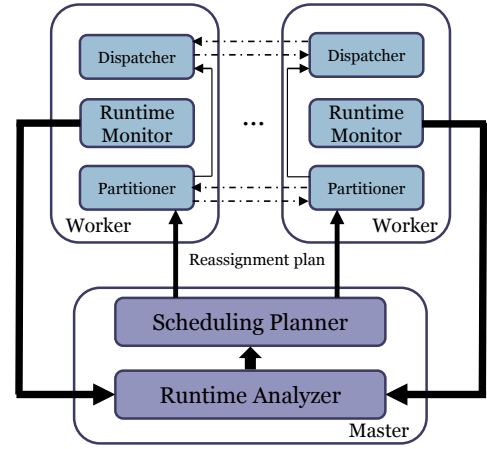 Dispatcher
Dispatcher
Runtime
Monitor
...
Runtime
Monitor
Partitioner
Partitioner
Worker
Worker
Reassignment plan
Scheduling Planner
Runtime Analyzer
Master